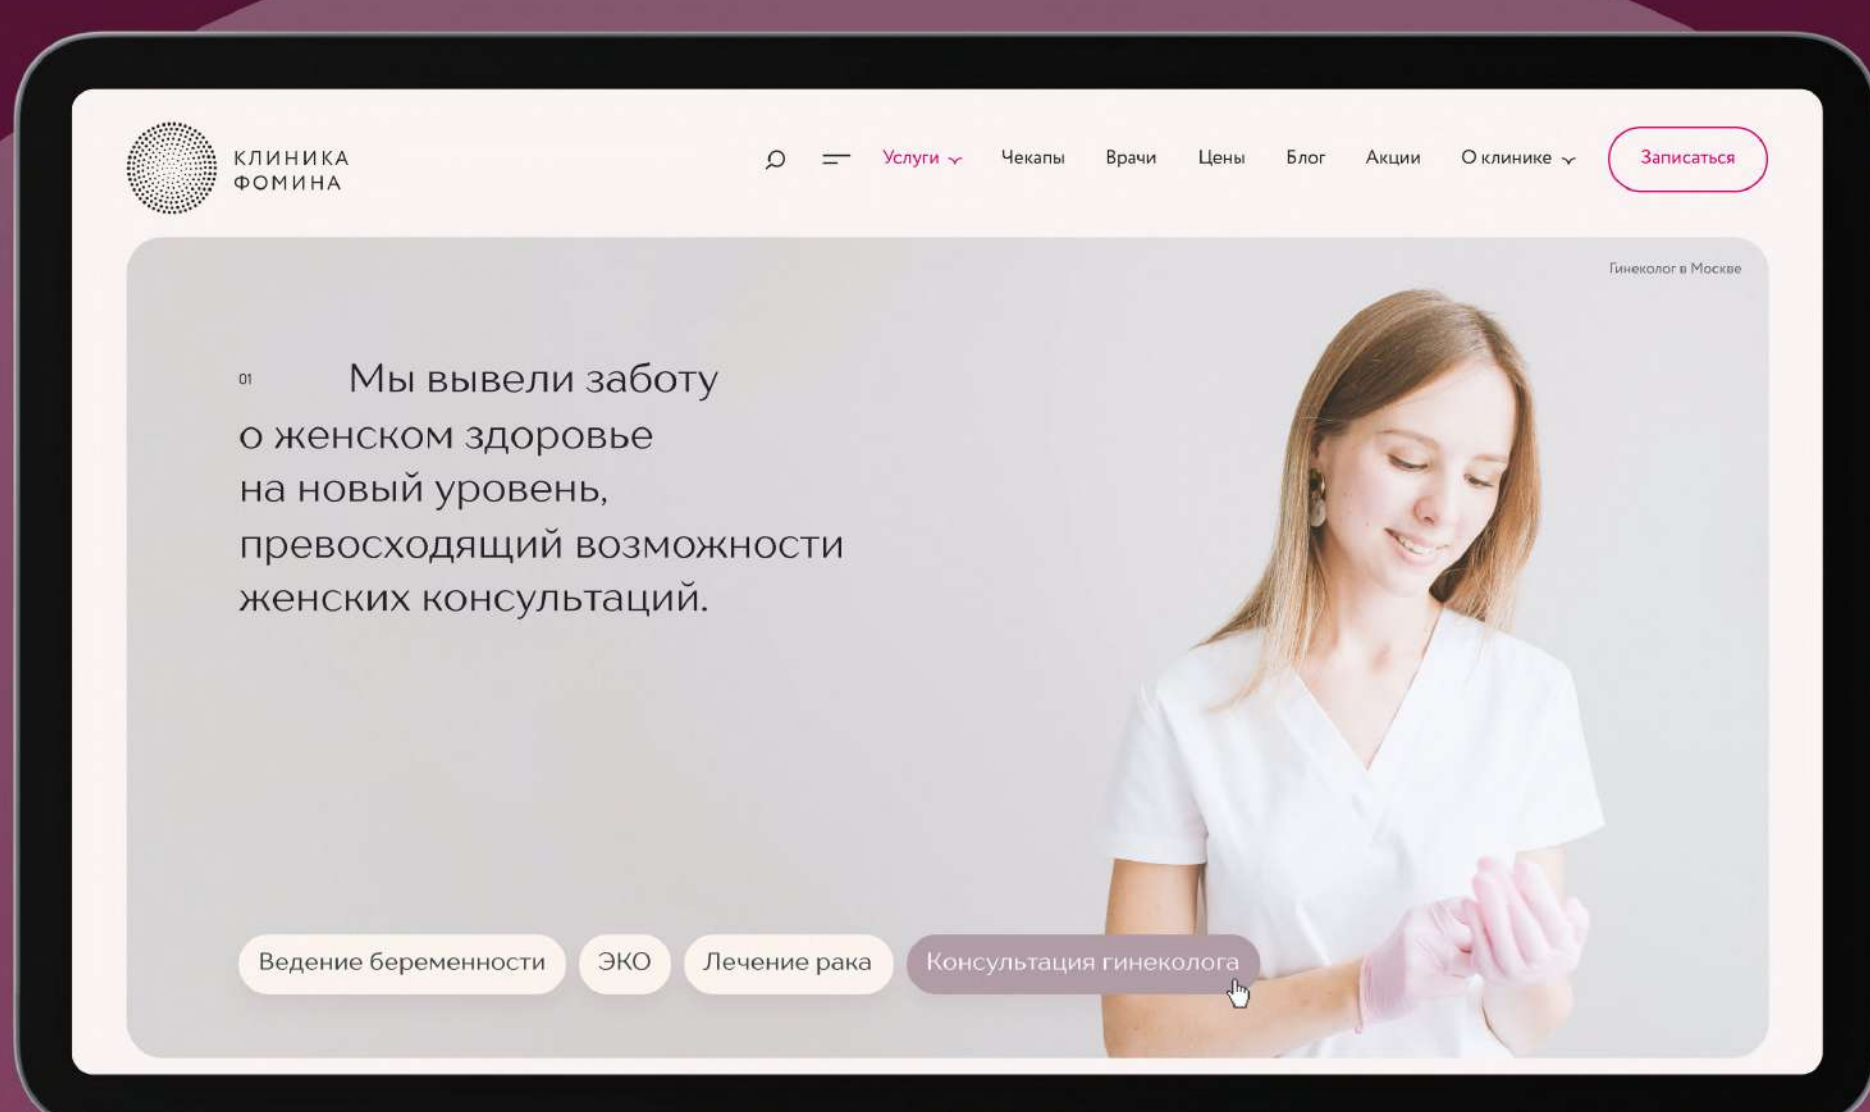 КЛИНИКА
ФОМИНА
Услуги
Чекапы
Врачи
Цены
Блог
Акции
О клинике
Записаться
Гинеколог в Москве
01
Мы вывели заботу
о женском здоровье
на новый уровень,
превосходящий возможности
женских консультаций.
Ведение беременности
ЭКО
Лечение рака
Консультация гинеколога